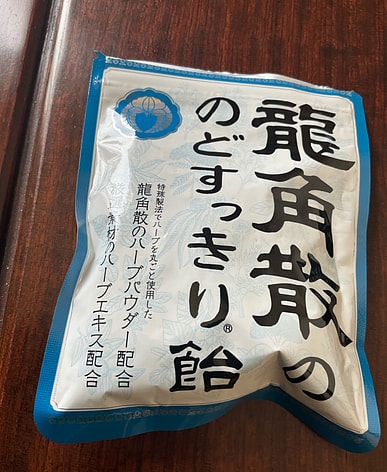 龍角散の
のどすっきり®飴
特殊製法でハーブを丸ごと使用した
龍角散のハーブパウダー配合
素材のハーブエキス配合